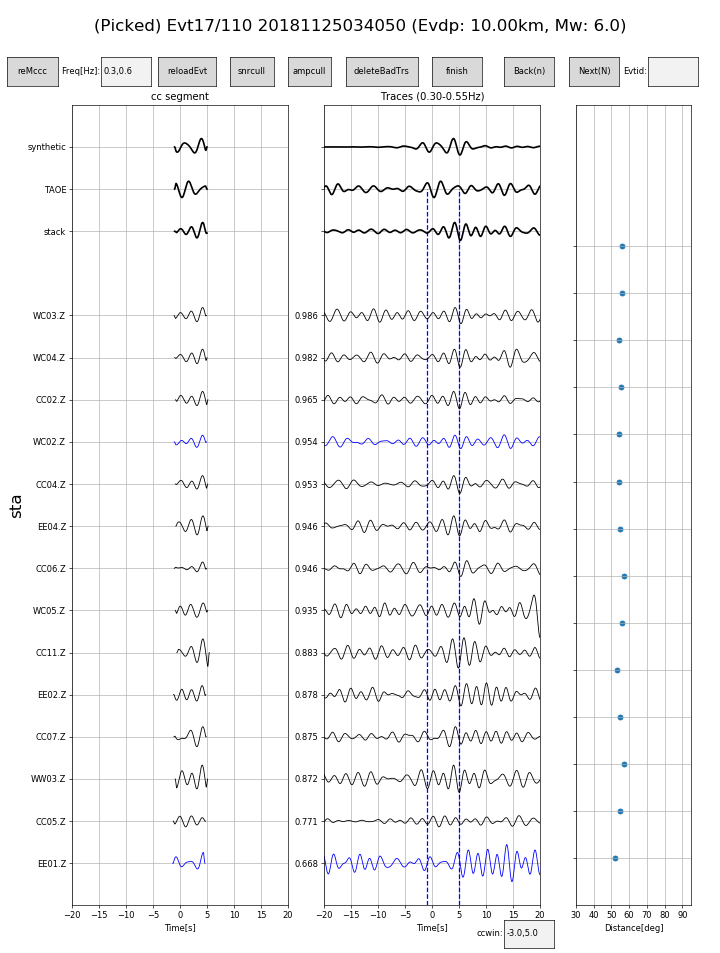 (Picked) Evt17/110 20181125034050 (Evdp: 10.00km, Mw: 6.0)
reMccc Freq[Hz]: 0.3,0.6 reloadEvt snrcull ampcull deleteBadTrs finish Back(n) Next(N) Evtid:
cc segment Traces (0.30-0.55Hz)
synthetic
TAOE
stack
WC03.Z 0.986
WC04.Z 0.982
CC02.Z 0.965
WC02.Z 0.954
CC04.Z 0.953
sta
EE04.Z 0.946
CC06.Z 0.946
WC05.Z 0.935
CC11.Z 0.883
EE02.Z 0.878
CC07.Z 0.875
WW03.Z 0.872
CC05.Z 0.771
EE01.Z 0.668
−20 −15 −10 −5 0 5 10 15 20 −20 −15 −10 −5 0 5 10 15 20 30 40 50 60 70 80 90
Time[s] Time[s] Distance[deg]
ccwin: -3.0,5.0